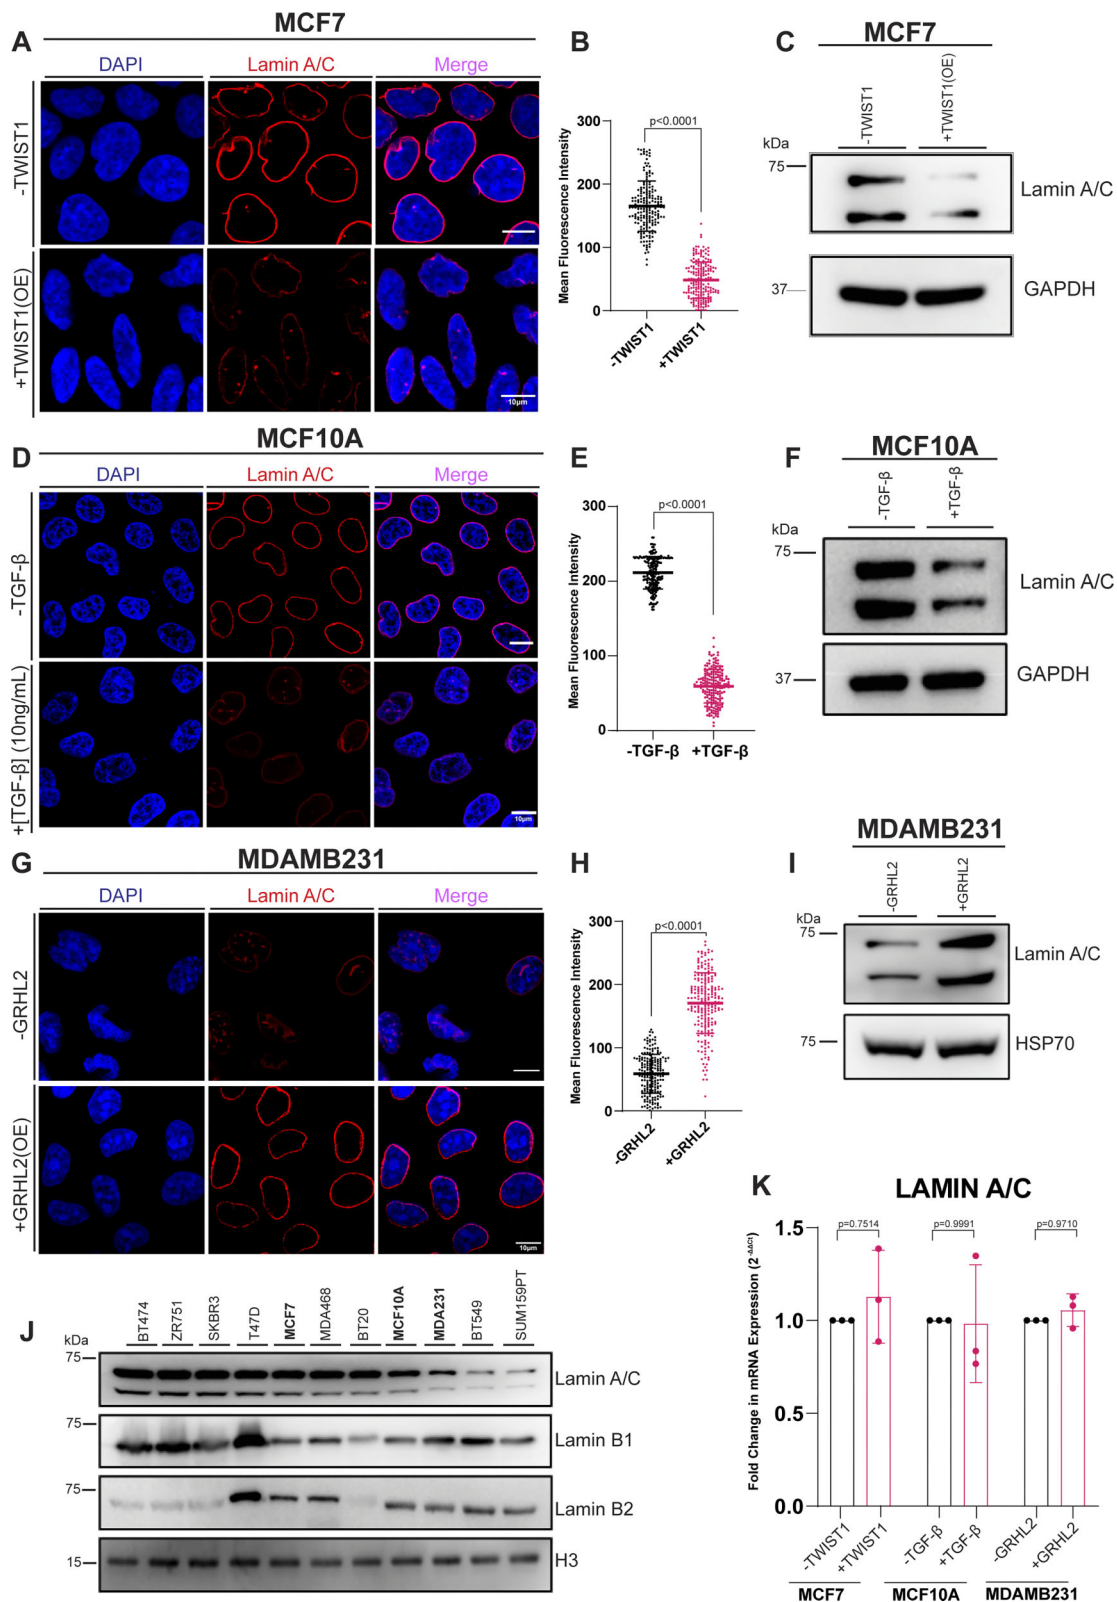 MCF7
A
DAPI Lamin A/C Merge
-TWIST1
+TWIST1(OE)
10μm
B
Mean Fluorescence Intensity
300
200
100
0
p<0.0001
-TWIST1 +TWIST1
C
MCF7
-TWIST1 +TWIST1(OE)
kDa
75
Lamin A/C
37
GAPDH
MCF10A
D
DAPI Lamin A/C Merge
-TGF-β
+[TGF-β] (10ng/mL)
10μm
E
Mean Fluorescence Intensity
300
200
100
0
p<0.0001
-TGF-β +TGF-β
F
MCF10A
-TGF-β +TGF-β
kDa
75
Lamin A/C
37
GAPDH
MDAMB231
G
DAPI Lamin A/C Merge
-GRHL2
+GRHL2(OE)
10μm
H
Mean Fluorescence Intensity
300
200
100
0
p<0.0001
-GRHL2 +GRHL2
I
MDAMB231
-GRHL2 +GRHL2
kDa
75
Lamin A/C
75
HSP70
J
BT474 ZR751 SKBR3 T47D MCF7 MDA468 BT20 MCF10A MDA231 BT549 SUM159PT
kDa
75
Lamin A/C
75
Lamin B1
75
Lamin B2
15
H3
K
LAMIN A/C
Fold Change in mRNA Expression (2^-ΔΔCt)
1.5
1.0
0.5
0.0
p=0.7514 p=0.9991 p=0.9710
-TWIST1 +TWIST1 -TGF-β +TGF-β -GRHL2 +GRHL2
MCF7 MCF10A MDAMB231